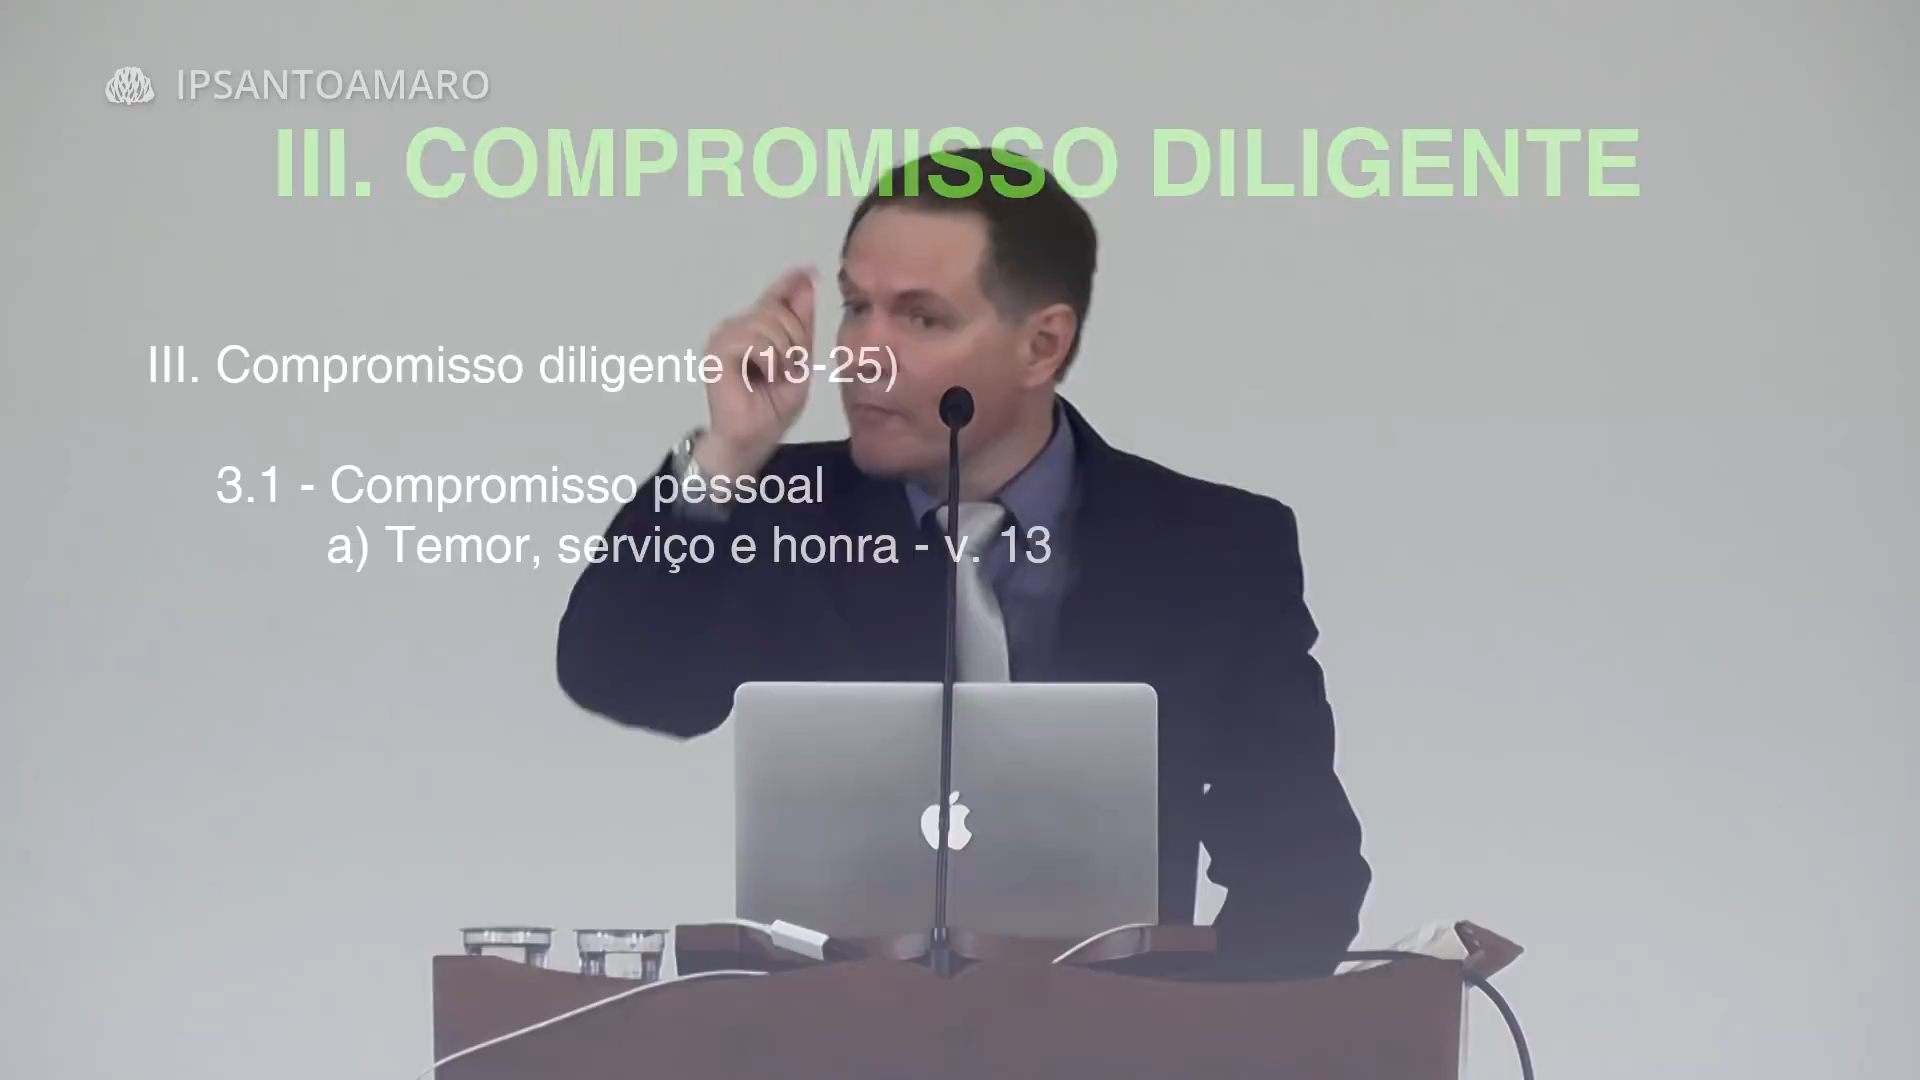 IPSANTOAMARO
III. COMPROMISSO DILIGENTE
III. Compromisso diligente (13-25)
3.1 - Compromisso pessoal
a) Temor, serviço e honra - v. 13